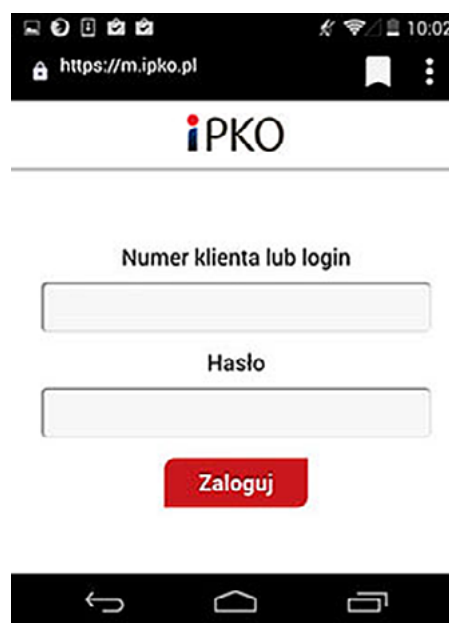 10:02
https://m.ipko.pl
iPKO
Numer klienta lub login
Hasło
Zaloguj